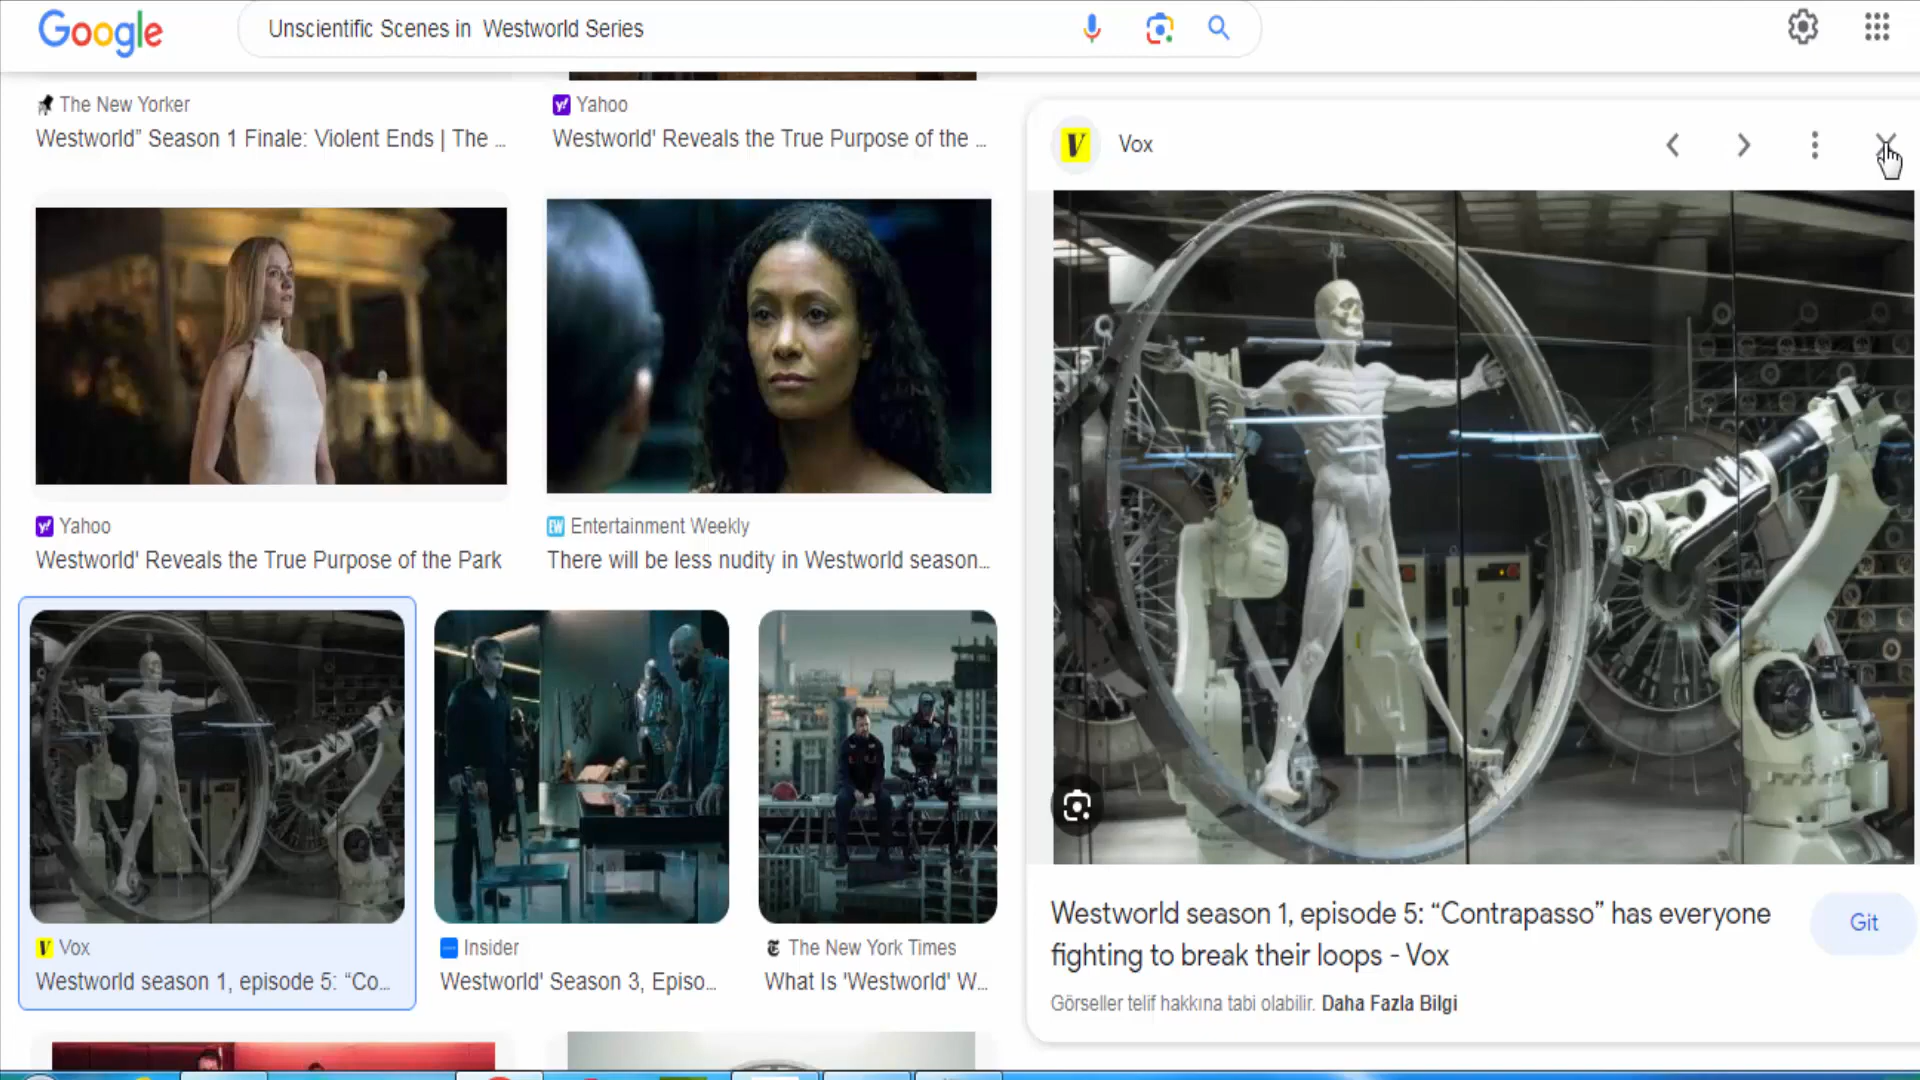 Google
Unscientific Scenes in  Westworld Series
The New Yorker
Westworld” Season 1 Finale: Violent Ends | The ...
Yahoo
Westworld' Reveals the True Purpose of the ...
Vox
Yahoo
Westworld' Reveals the True Purpose of the Park
Entertainment Weekly
There will be less nudity in Westworld season...
Vox
Westworld season 1, episode 5: “Co...
Insider
Westworld' Season 3, Episo...
The New York Times
What Is 'Westworld' W...
Westworld season 1, episode 5: “Contrapasso” has everyone
fighting to break their loops - Vox
Git
Görseller telif hakkına tabi olabilir. Daha Fazla Bilgi